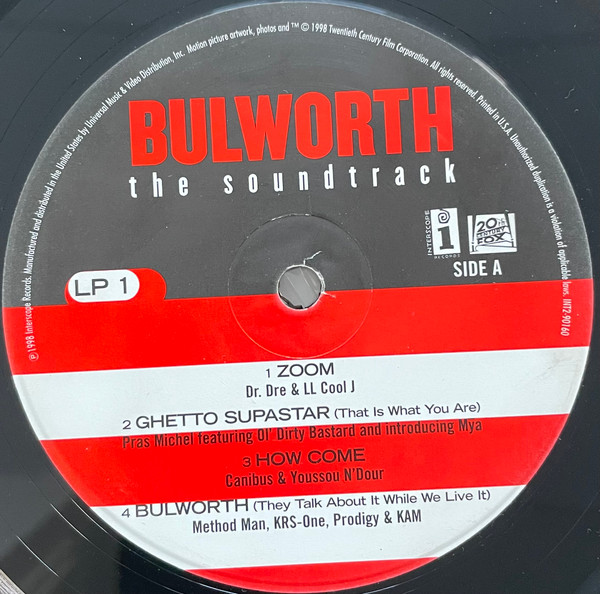 ℗ 1998 Interscope Records. Manufactured and distributed in the United States by Universal Music & Video Distribution, Inc. Motion picture artwork, photos and ™ © 1998 Twentieth Century Fox Film Corporation. All rights reserved. Printed in U.S.A. Unauthorized duplication is a violation of applicable laws. INT2-90160
BULWORTH
the soundtrack
INTERSCOPE
RECORDS
20th
CENTURY
FOX
SIDE A
LP 1
1 ZOOM
Dr. Dre & LL Cool J
2 GHETTO SUPASTAR (That Is What You Are)
Pras Michel featuring Ol' Dirty Bastard and introducing Mya
3 HOW COME
Canibus & Youssou N'Dour
4 BULWORTH (They Talk About It While We Live It)
Method Man, KRS-One, Prodigy & KAM